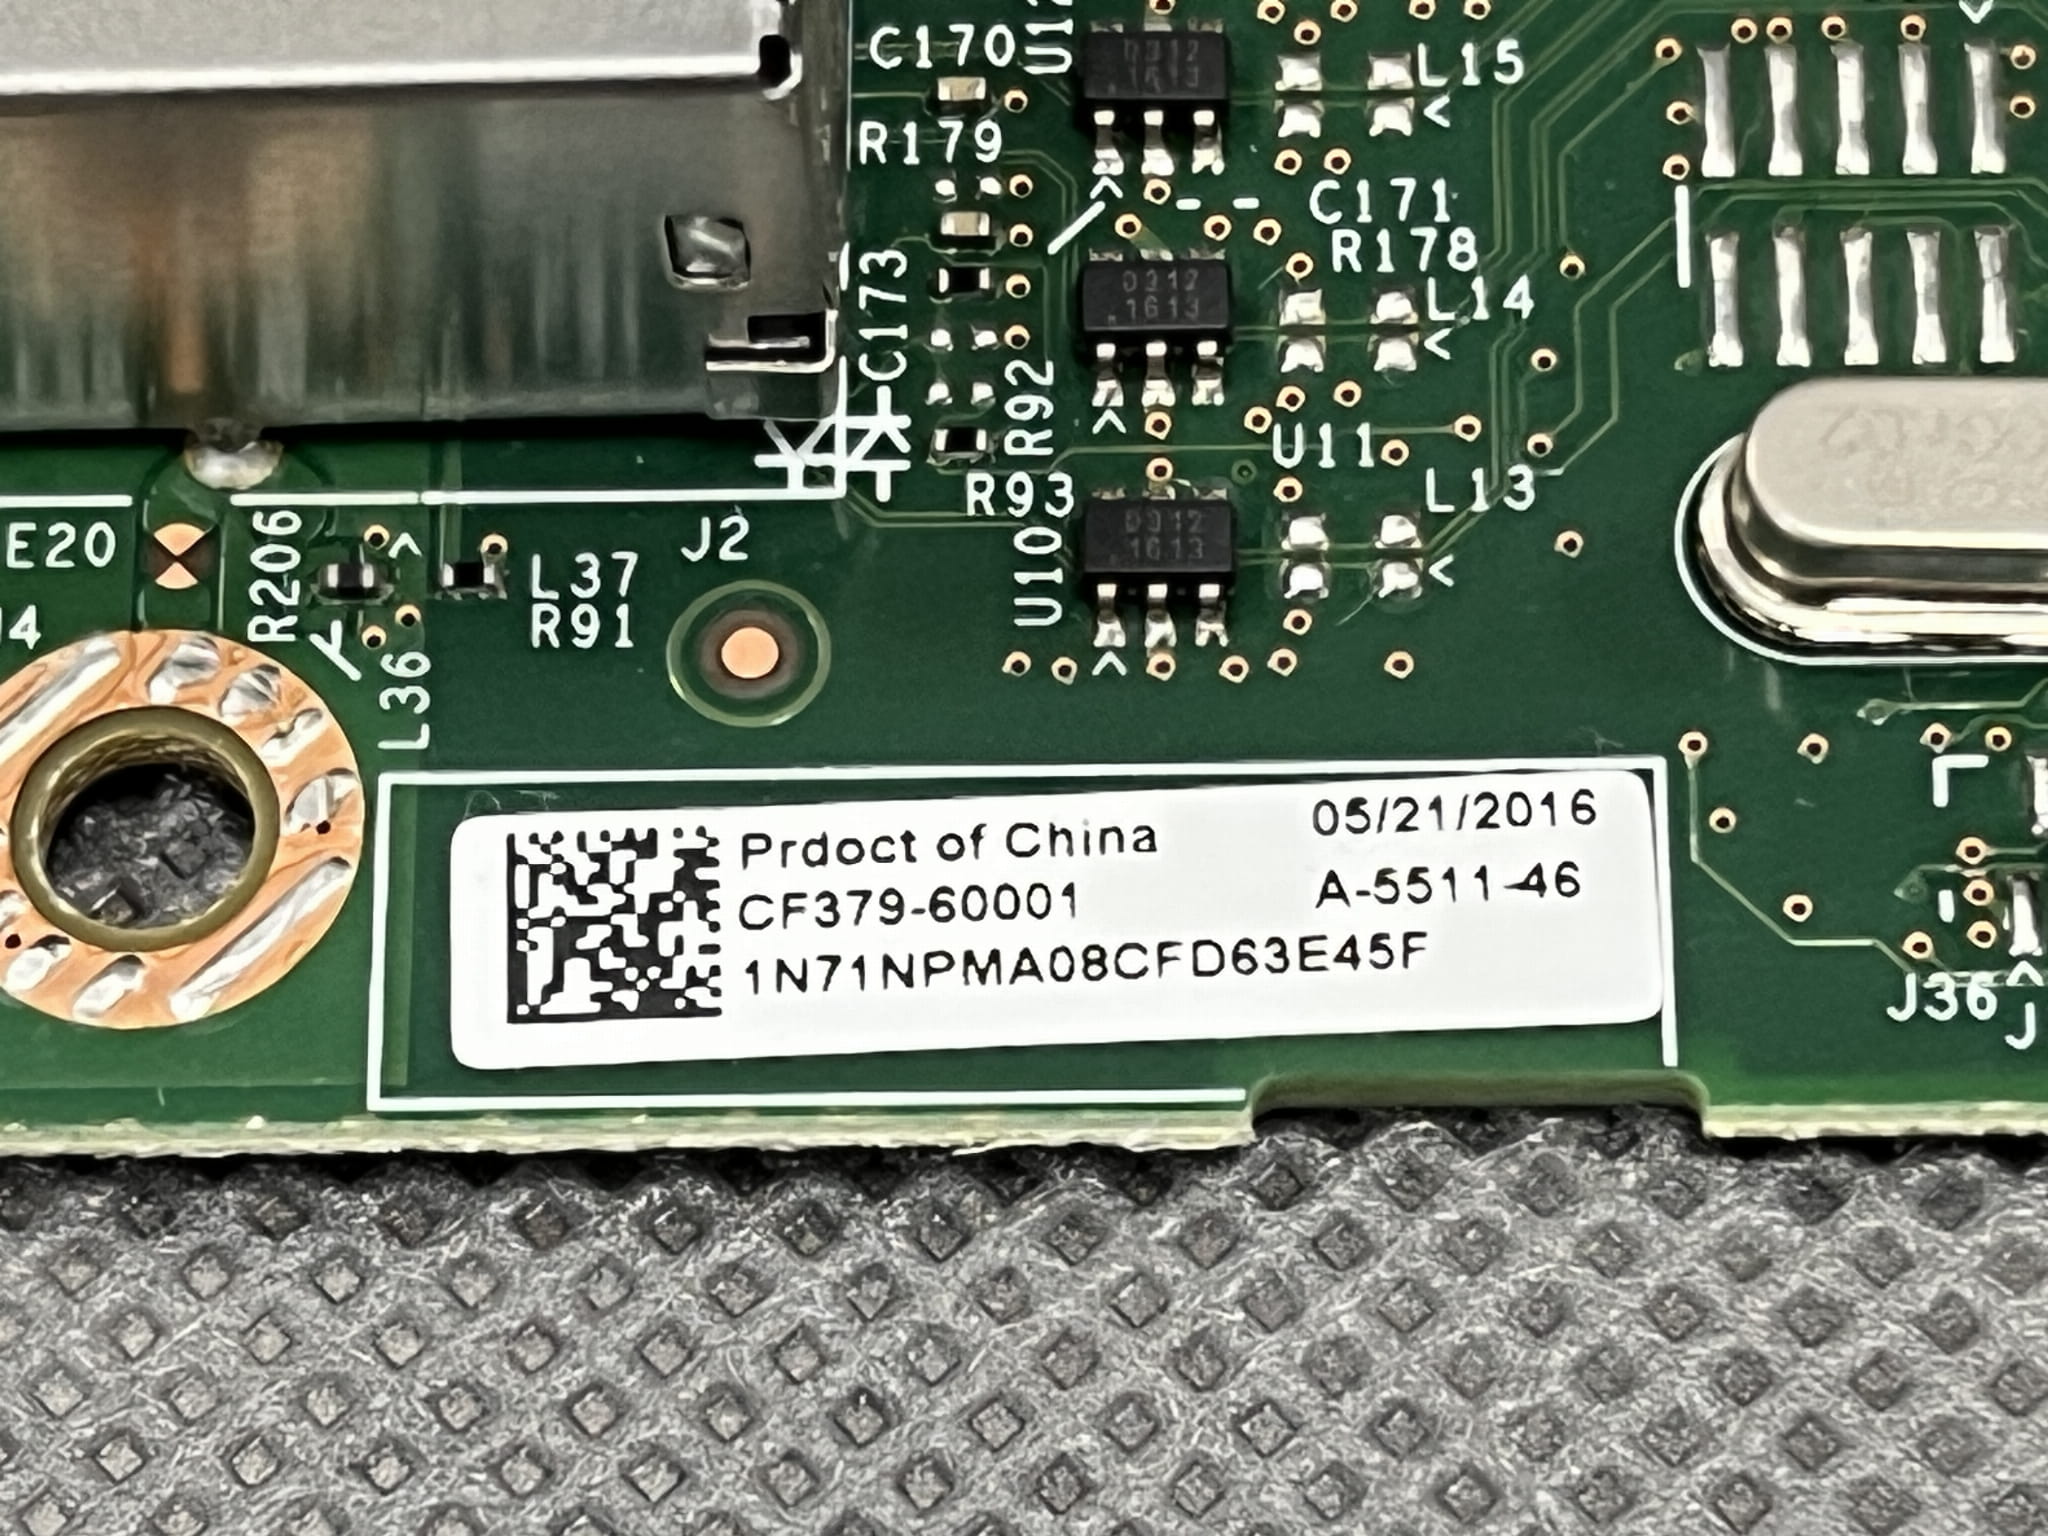 C170
L15
R179
C171
R178
C173
L14
R92
U11
L13
R93
U10
E20
R206
J2
L37
R91
L36
Prdoct of China
05/21/2016
CF379-60001
A-5511-46
1N71NPMA08CFD63E45F
J36
J